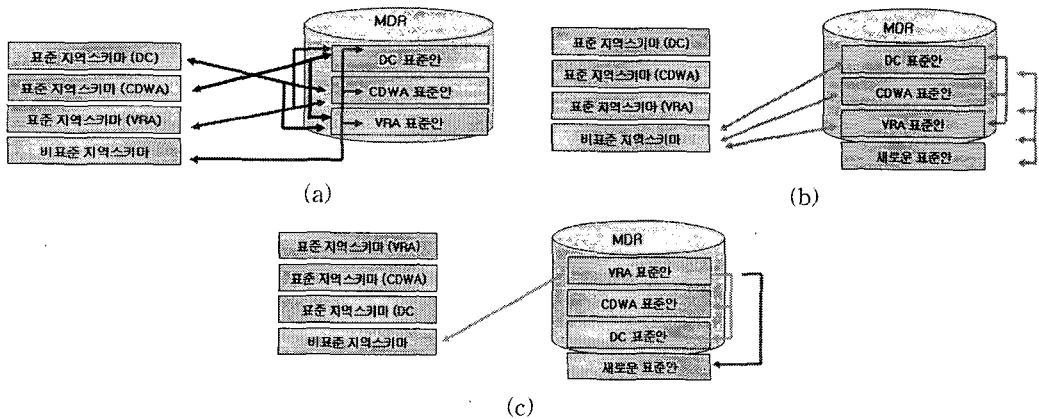 MDR
표준 지역스키마 (DC)
표준 지역스키마 (CDWA)
표준 지역스키마 (VRA)
비표준 지역스키마
DC 표준안
CDWA 표준안
VRA 표준안
(a)
MDR
표준 지역스키마 (DC)
표준 지역스키마 (CDWA)
표준 지역스키마 (VRA)
비표준 지역스키마
DC 표준안
CDWA 표준안
VRA 표준안
새로운 표준안
(b)
MDR
표준 지역스키마 (VRA)
표준 지역스키마 (CDWA)
표준 지역스키마 (DC
비표준 지역스키마
VRA 표준안
CDWA 표준안
DC 표준안
새로운 표준안
(c)